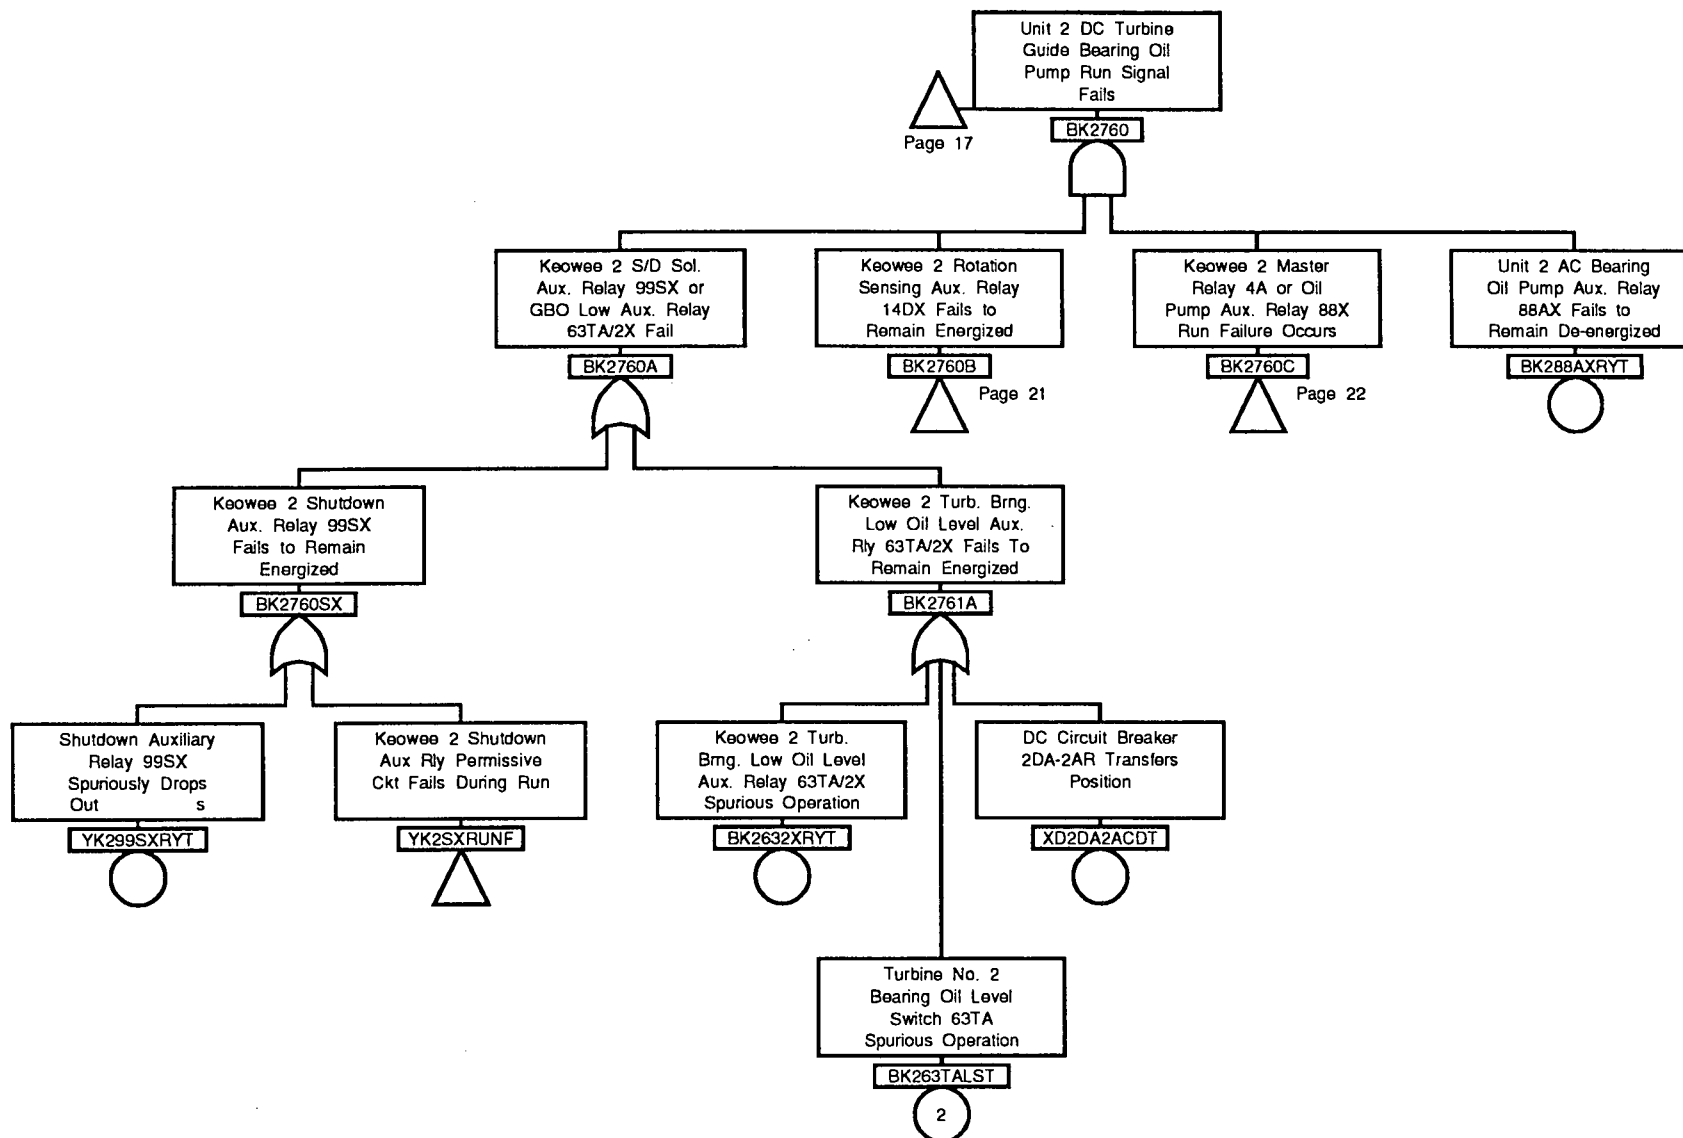 Unit 2 DC Turbine
Guide Bearing Oil
Pump Run Signal
Fails
Page 17
BK2760
Keowee 2 S/D Sol.
Aux. Relay 99SX or
GBO Low Aux. Relay
63TA/2X Fail
BK2760A
Keowee 2 Rotation
Sensing Aux. Relay
14DX Fails to
Remain Energized
BK2760B
Page 21
Keowee 2 Master
Relay 4A or Oil
Pump Aux. Relay 88X
Run Failure Occurs
BK2760C
Page 22
Unit 2 AC Bearing
Oil Pump Aux. Relay
88AX Fails to
Remain De-energized
BK288AXRYT
Keowee 2 Shutdown
Aux. Relay 99SX
Fails to Remain
Energized
BK2760SX
Keowee 2 Turb. Brng.
Low Oil Level Aux.
Rly 63TA/2X Fails To
Remain Energized
BK2761A
Shutdown Auxiliary
Relay 99SX
Spuriously Drops
Out s
YK299SXRYT
Keowee 2 Shutdown
Aux Rly Permissive
Ckt Fails During Run
YK2SXRUNF
Keowee 2 Turb.
Brng. Low Oil Level
Aux. Relay 63TA/2X
Spurious Operation
BK2632XRYT
DC Circuit Breaker
2DA-2AR Transfers
Position
XD2DA2ACDT
Turbine No. 2
Bearing Oil Level
Switch 63TA
Spurious Operation
BK263TALST
2